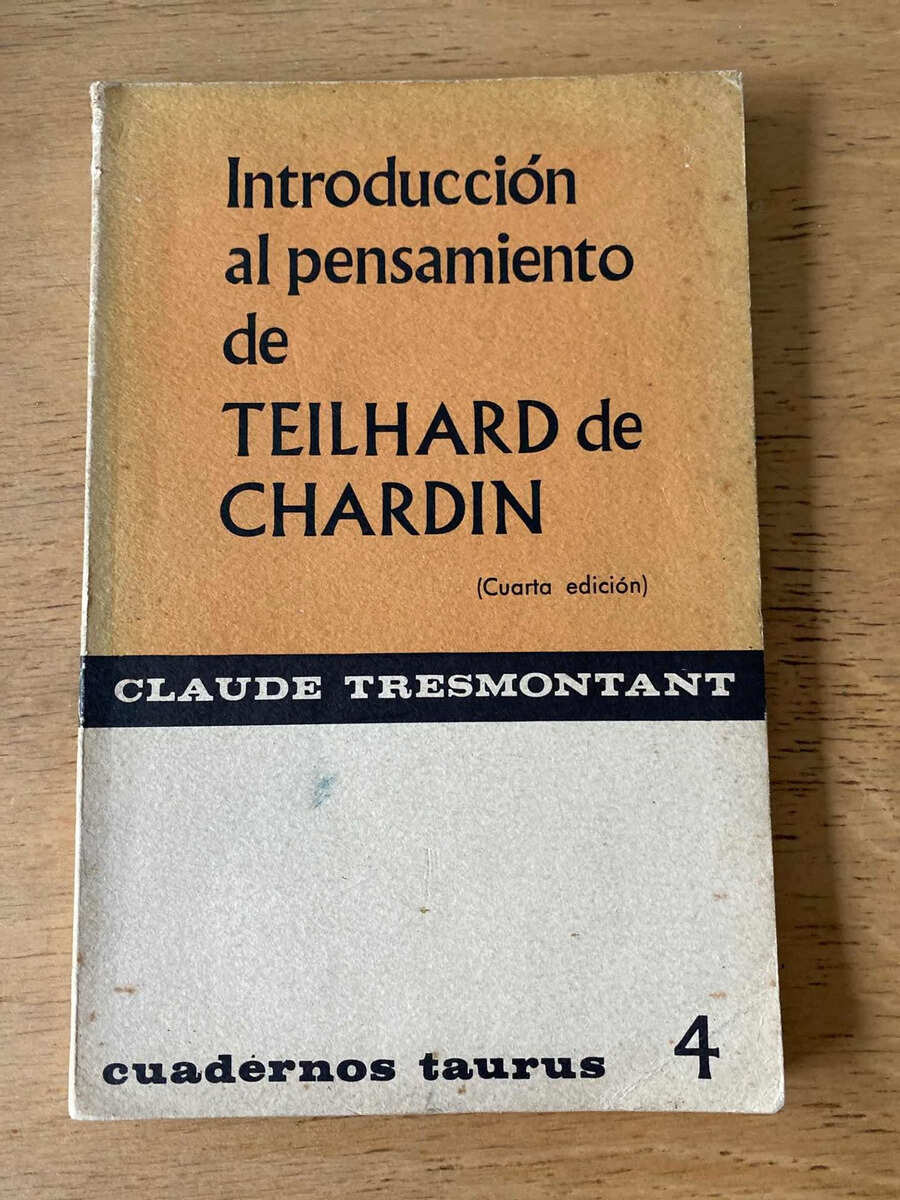 Introducción
al pensamiento
de
TEILHARD de
CHARDIN
(Cuarta edición)
CLAUDE TRESMONTANT
cuadernos taurus 4